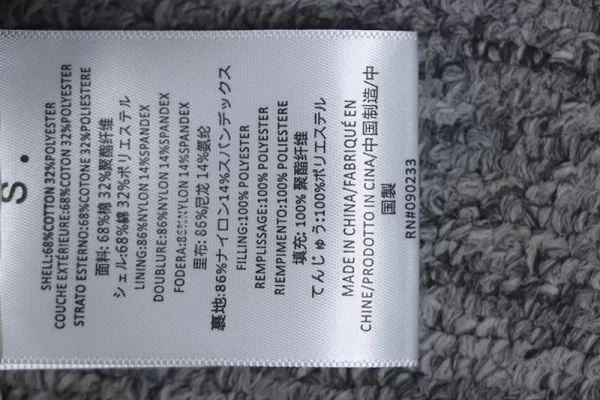 S.
SHELL:68%COTTON 32%POLYESTER
COUCHE EXTÉRIEURE:68%COTON 32%POLYESTER
STRATO ESTERNO:68%COTONE 32%POLIESTERE
面料: 68%棉 32%聚酯纤维
シェル:68%綿 32%ポリエステル
LINING:86%NYLON 14%SPANDEX
DOUBLURE:86%NYLON 14%SPANDEX
FODERA:86%NYLON 14%SPANDEX
里布: 86%尼龙 14%氨纶
裏地:86%ナイロン14%スパンデックス
FILLING:100% POLYESTER
REMPLISSAGE:100% POLYESTER
RIEMPIMENTO:100% POLIESTERE
填充: 100% 聚酯纤维
てんじゅう:100%ポリエステル
MADE IN CHINA/FABRIQUÉ EN
CHINE/PRODOTTO IN CINA/中国制造/中
国製
RN#090233